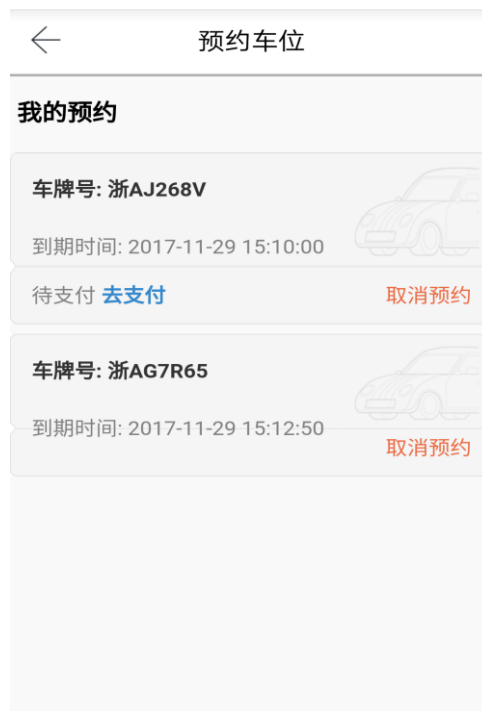 预约车位
我的预约
车牌号: 浙AJ268V
到期时间: 2017-11-29 15:10:00
待支付 去支付 取消预约
车牌号: 浙AG7R65
到期时间: 2017-11-29 15:12:50
取消预约